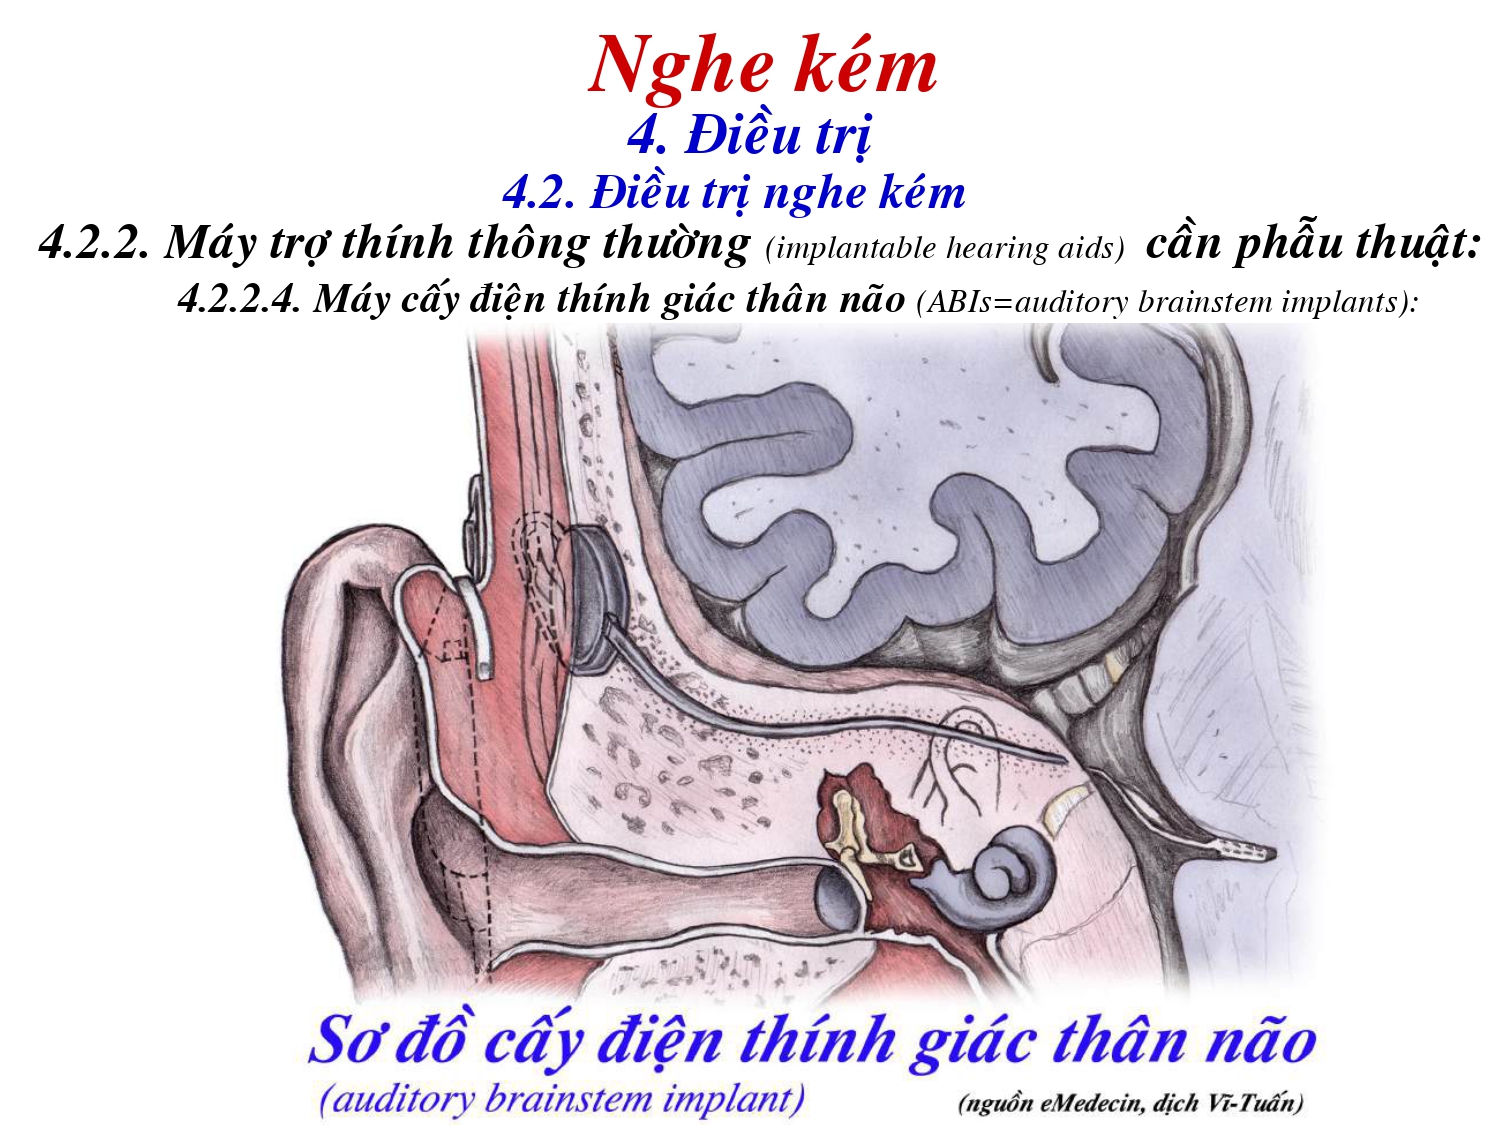 Nghe kém
4. Điều trị
4.2. Điều trị nghe kém
4.2.2. Máy trợ thính thông thường (implantable hearing aids) cần phẫu thuật:
4.2.2.4. Máy cấy điện thính giác thân não (ABIs=auditory brainstem implants):
Sơ đồ cấy điện thính giác thân não
(auditory brainstem implant) (nguồn eMedecin, dịch Vĩ-Tuấn)